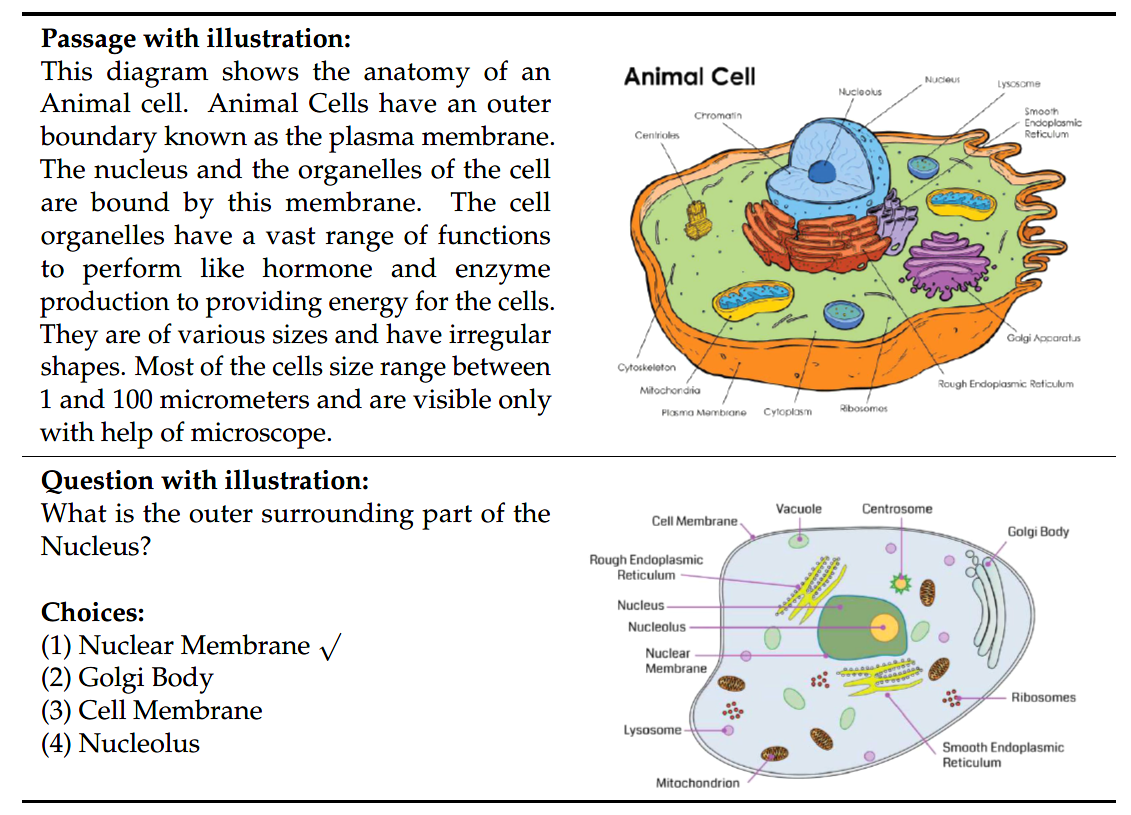 Passage with illustration:
This diagram shows the anatomy of an
Animal cell. Animal Cells have an outer
boundary known as the plasma membrane.
The nucleus and the organelles of the cell
are bound by this membrane. The cell
organelles have a vast range of functions
to perform like hormone and enzyme
production to providing energy for the cells.
They are of various sizes and have irregular
shapes. Most of the cells size range between
1 and 100 micrometers and are visible only
with help of microscope.
Animal Cell
Nucleus
Lysosome
Nucleolus
Chromatin
Smooth
Endoplasmic
Reticulum
Centrioles
Golgi Apparatus
Cytoskeleton
Rough Endoplasmic Reticulum
Mitochondria
Plasma Membrane
Cytoplasm
Ribosomes
Question with illustration:
What is the outer surrounding part of the
Nucleus?
Choices:
(1) Nuclear Membrane ✓
(2) Golgi Body
(3) Cell Membrane
(4) Nucleolus
Vacuole
Centrosome
Cell Membrane
Golgi Body
Rough Endoplasmic
Reticulum
Nucleus
Nucleolus
Nuclear
Membrane
Ribosomes
Lysosome
Smooth Endoplasmic
Reticulum
Mitochondrion